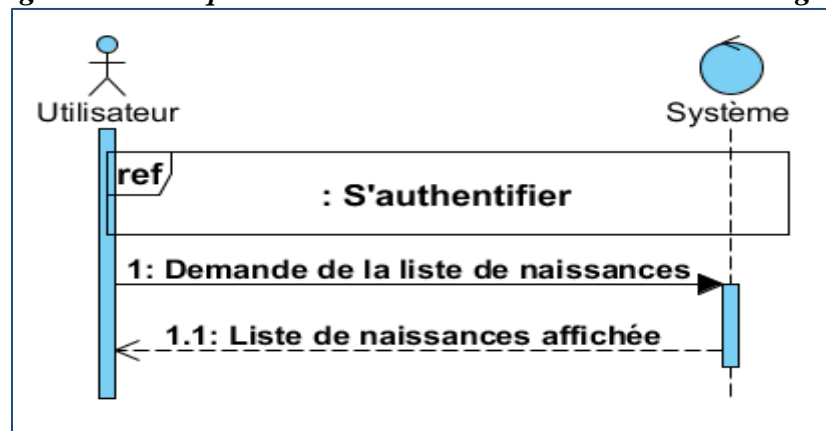 Utilisateur
Système
ref
: S'authentifier
1: Demande de la liste de naissances
1.1: Liste de naissances affichée